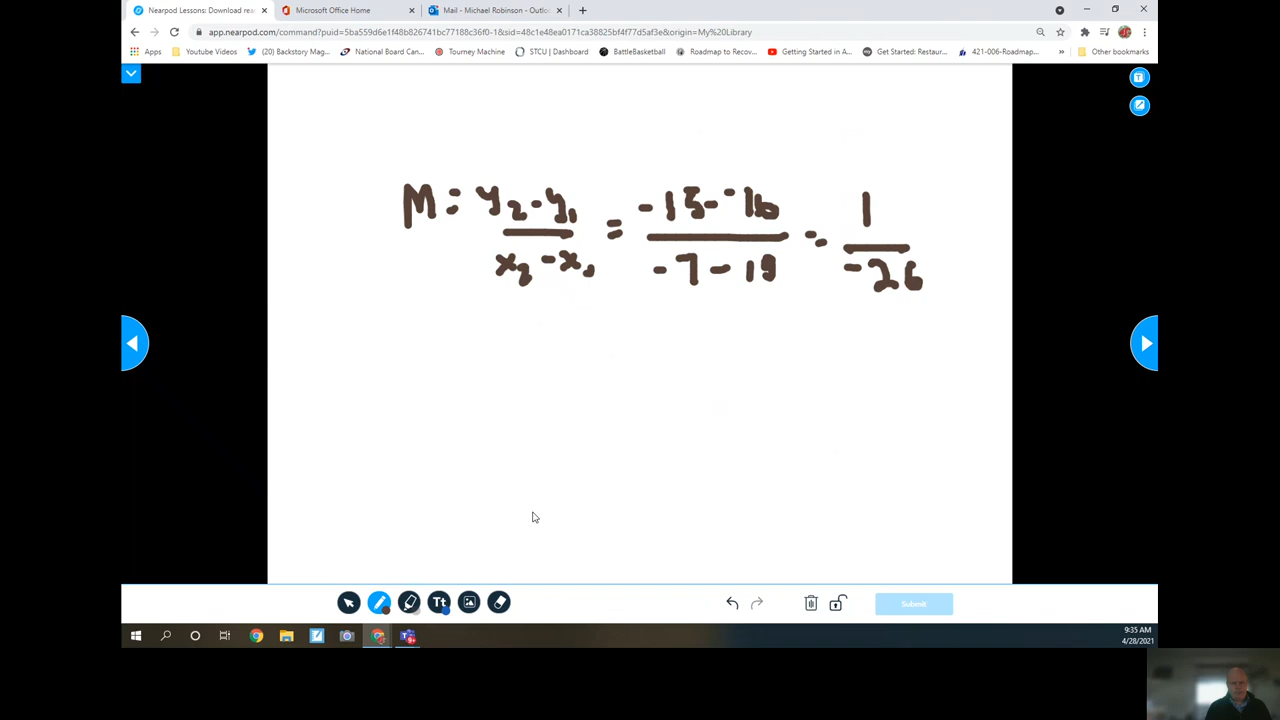 Nearpod Lessons: Download rea
Microsoft Office Home
Mail - Michael Robinson - Outlo
app.nearpod.com/command?puid=5ba559d6e1f48b826741bc77188c36f0-1&sid=48c1e48ea0171ca38825bf4f77d5af3e&origin=My%20Library
Apps
Youtube Videos
(20) Backstory Mag...
National Board Can...
Tourney Machine
STCU | Dashboard
BattleBasketball
Roadmap to Recov...
Getting Started in A...
Get Started: Restaur...
421-006-Roadmap...
»
Other bookmarks
M = y2 - y1 / x2 - x1 = -15 - -16 / -7 - 19 = 1 / -26
Tt
Submit
9:35 AM
4/28/2021